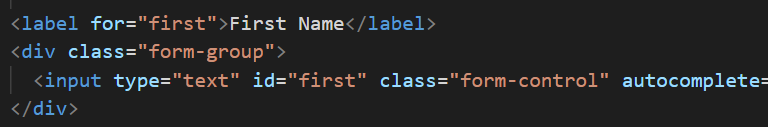 <label for="first">First Name</label>
<div class="form-group">
<input type="text" id="first" class="form-control" autocomplete=
</div>